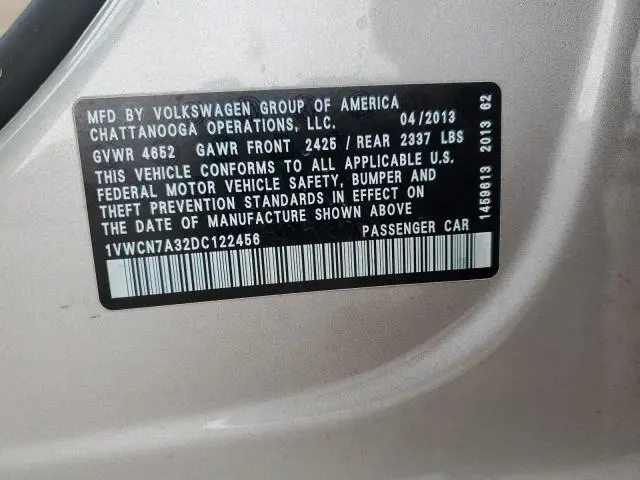 MFD BY VOLKSWAGEN GROUP OF AMERICA
CHATTANOOGA OPERATIONS, LLC. 04/2013
GVWR 4652 GAWR FRONT 2425 / REAR 2337 LBS
THIS VEHICLE CONFORMS TO ALL APPLICABLE U.S.
FEDERAL MOTOR VEHICLE SAFETY, BUMPER AND
THEFT PREVENTION STANDARDS IN EFFECT ON
THE DATE OF MANUFACTURE SHOWN ABOVE
1VWCN7A32DC122456 PASSENGER CAR
1459613 2013 62